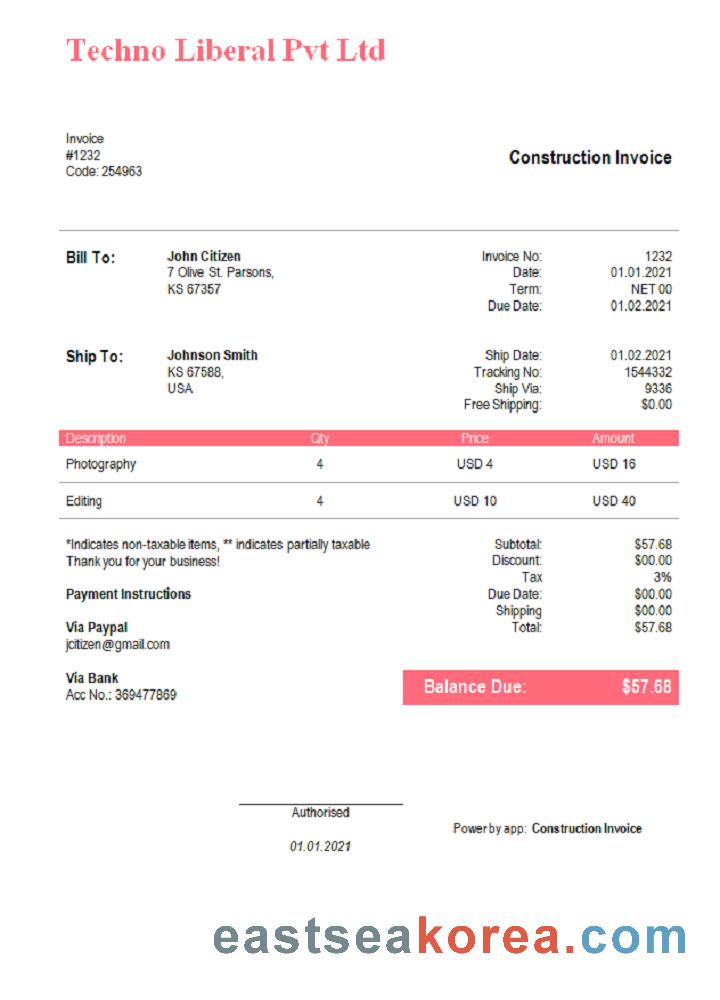 Techno Liberal Pvt Ltd
Invoice
#1232
Code: 254963
Construction Invoice
Bill To:
John Citizen
7 Olive St. Parsons,
KS 67357
Invoice No: 1232
Date: 01.01.2021
Term: NET 00
Due Date: 01.02.2021
Ship To:
Johnson Smith
KS 67588,
USA
Ship Date: 01.02.2021
Tracking No: 1544332
Ship Via: 9336
Free Shipping: $0.00
Description Qty Price Amount
Photography 4 USD 4 USD 16
Editing 4 USD 10 USD 40
*Indicates non-taxable items, ** indicates partially taxable
Thank you for your business!
Payment Instructions
Via Paypal
jcitizen@gmail.com
Via Bank
Acc No.: 369477869
Subtotal: $57.68
Discount: $00.00
Tax 3%
Due Date: $00.00
Shipping $00.00
Total: $57.68
Balance Due: $57.68
Authorised
01.01.2021
Power by app: Construction Invoice
eastseakorea.com